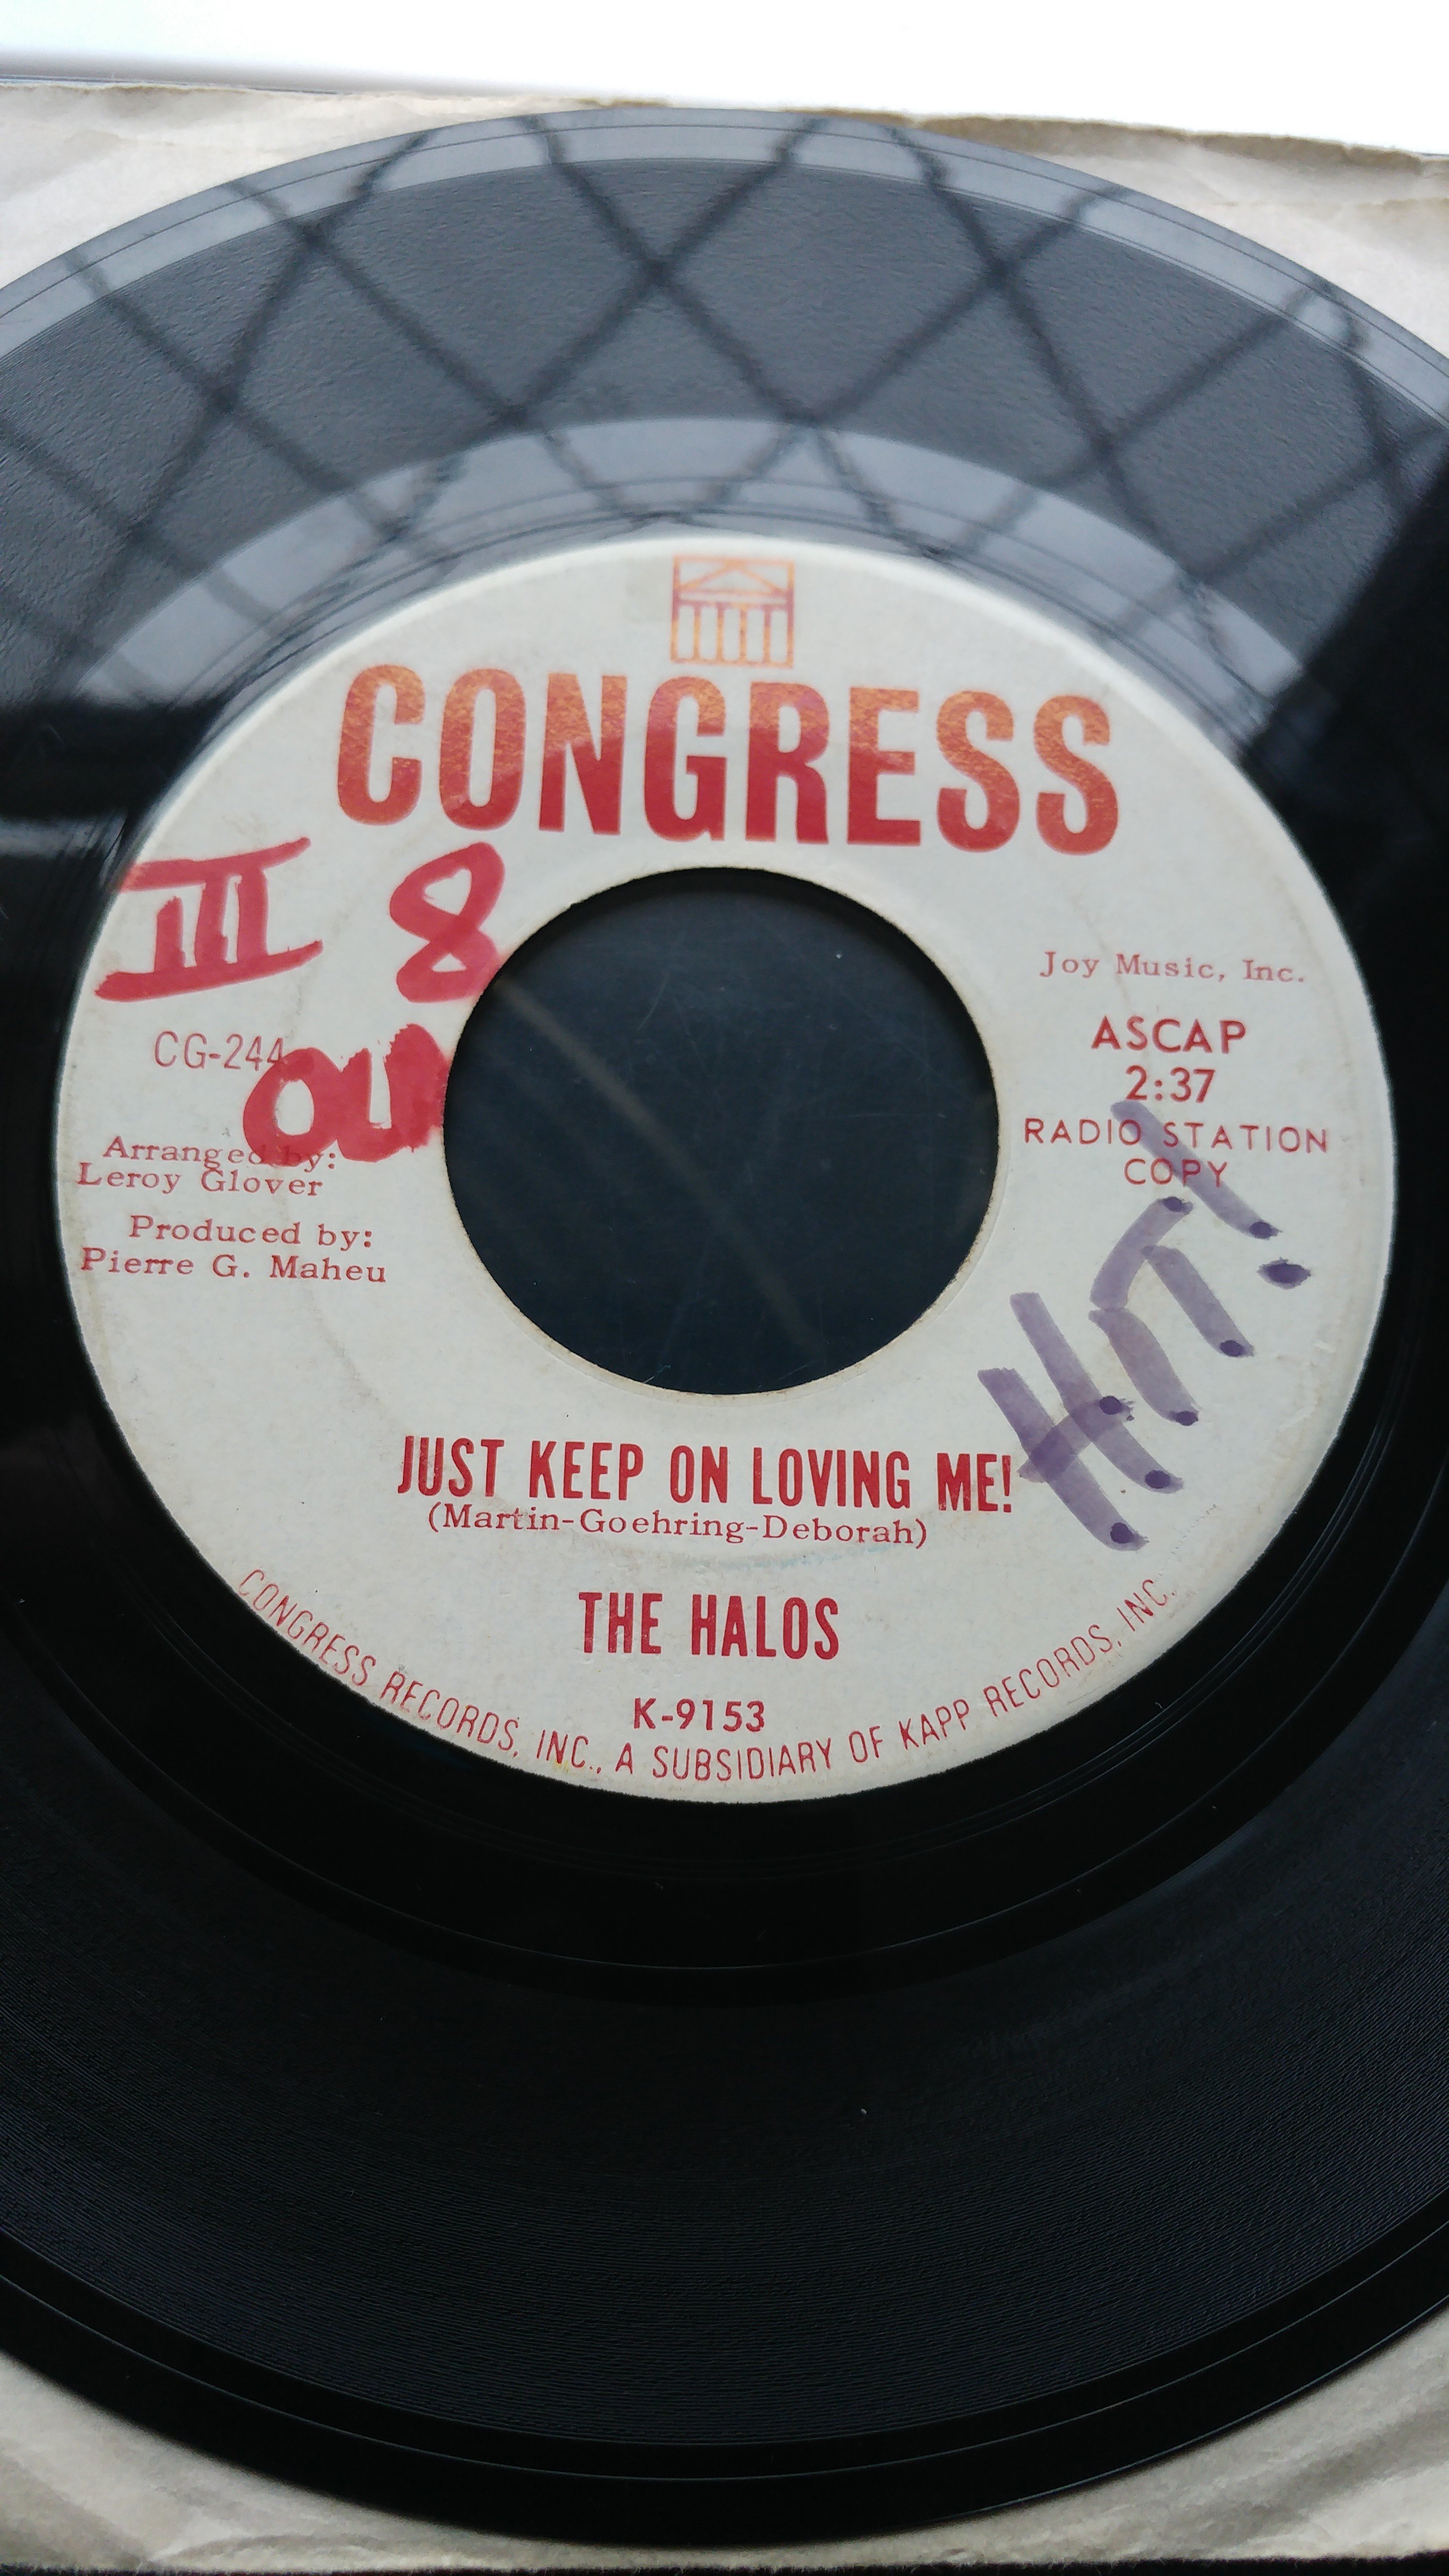 CONGRESS
III 8
OU
CG-244
Arranged by:
Leroy Glover
Produced by:
Pierre G. Maheu
Joy Music, Inc.
ASCAP
2:37
RADIO STATION
COPY
HIT!
JUST KEEP ON LOVING ME!
(Martin-Goehring-Deborah)
THE HALOS
K-9153
CONGRESS RECORDS, INC., A SUBSIDIARY OF KAPP RECORDS, INC.